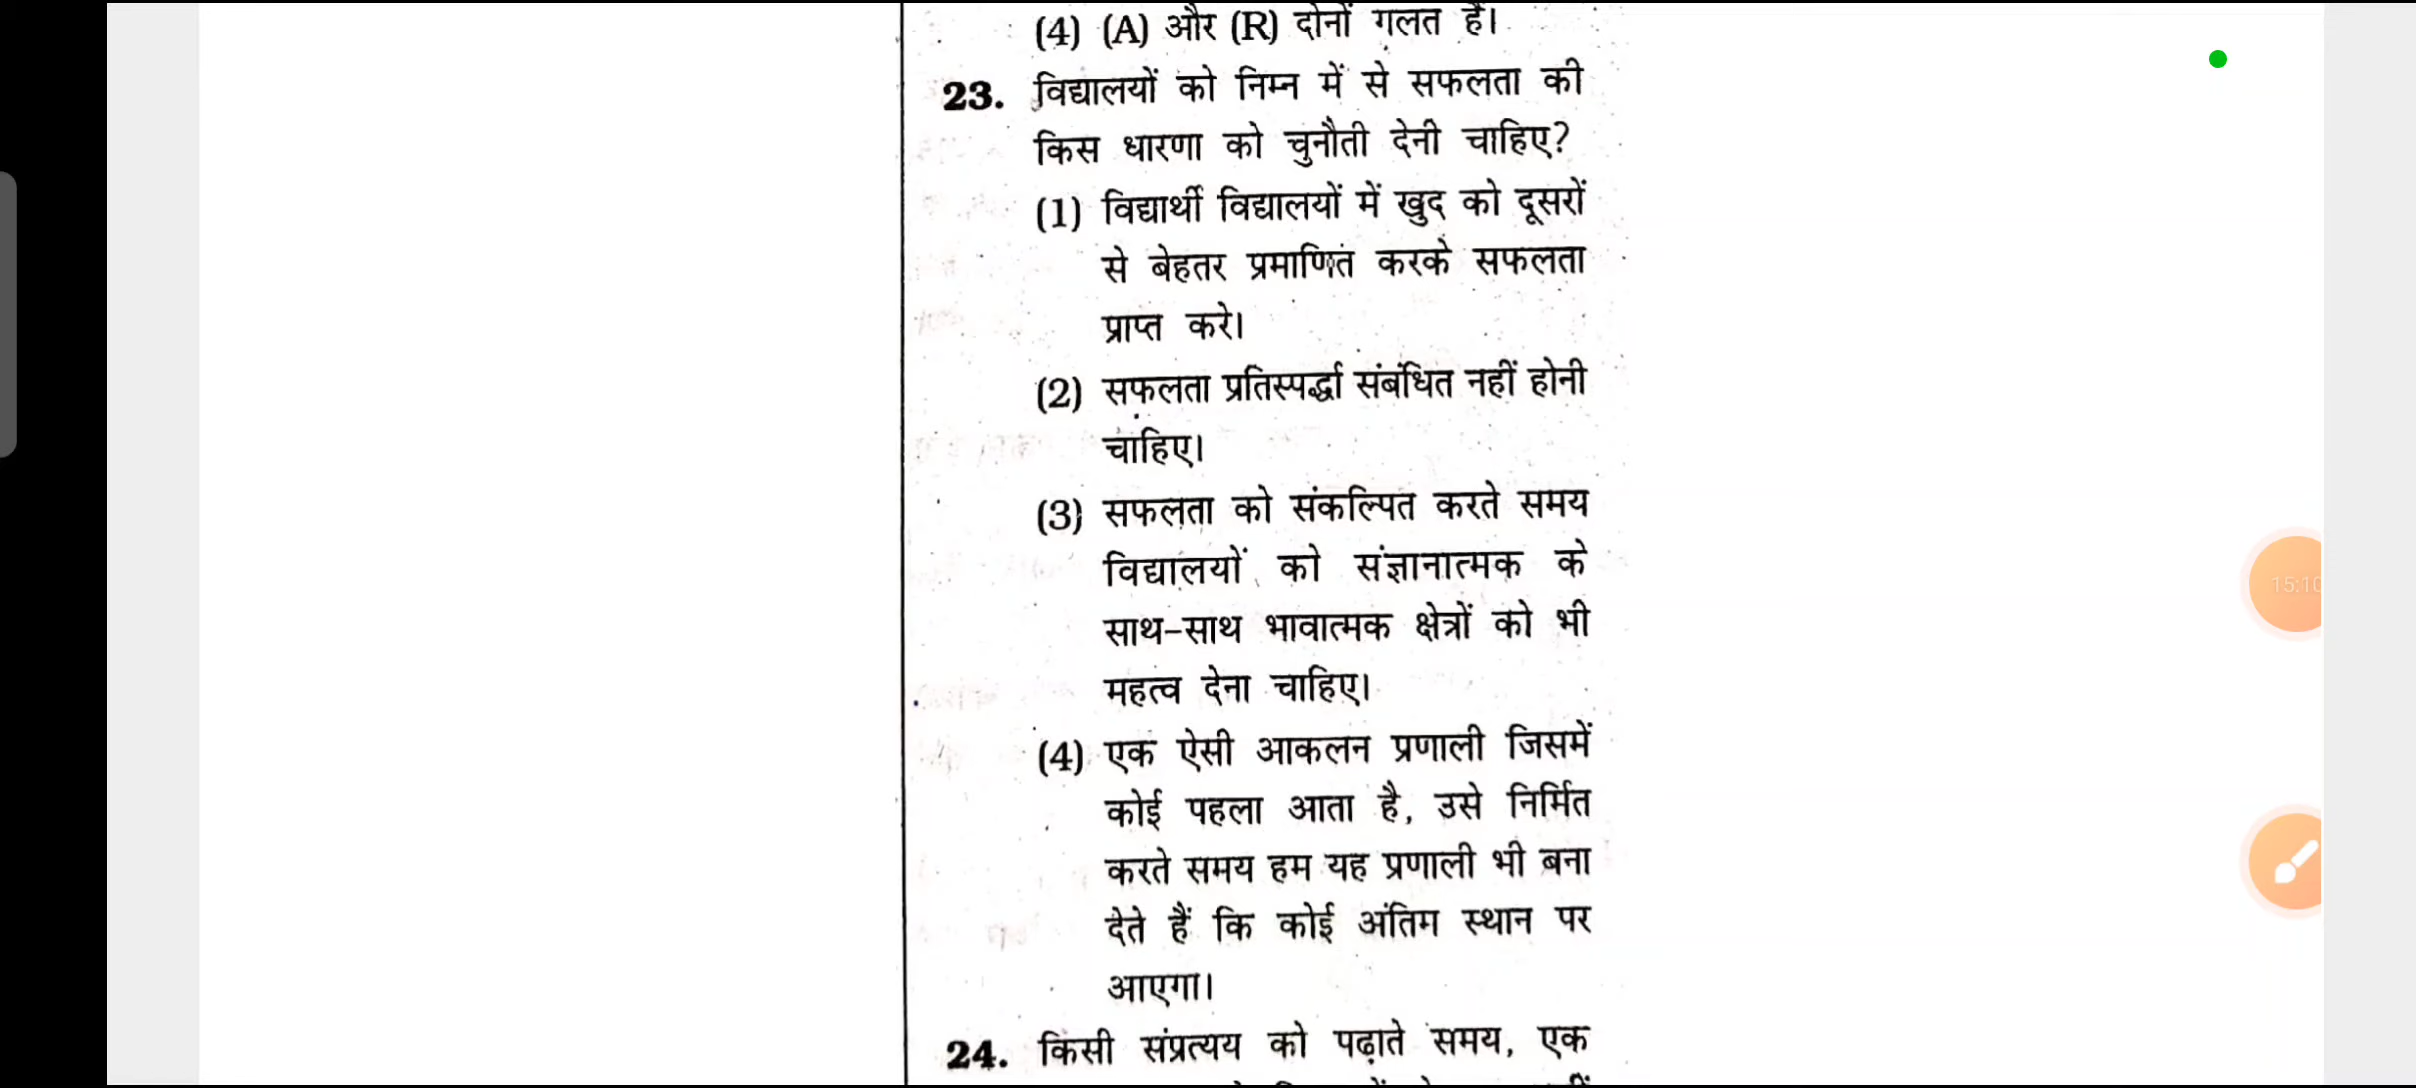 (4) (A) और (R) दोनों गलत हैं।
23. विद्यालयों को निम्न में से सफलता की
किस धारणा को चुनौती देनी चाहिए?
(1) विद्यार्थी विद्यालयों में खुद को दूसरों
से बेहतर प्रमाणित करके सफलता
प्राप्त करे।
(2) सफलता प्रतिस्पर्द्धा संबंधित नहीं होनी
चाहिए।
(3) सफलता को संकल्पित करते समय
विद्यालयों को संज्ञानात्मक के
साथ-साथ भावात्मक क्षेत्रों को भी
महत्व देना चाहिए।
(4) एक ऐसी आकलन प्रणाली जिसमें
कोई पहला आता है, उसे निर्मित
करते समय हम यह प्रणाली भी बना
देते हैं कि कोई अंतिम स्थान पर
आएगा।
24. किसी संप्रत्यय को पढ़ाते समय, एक
15:10